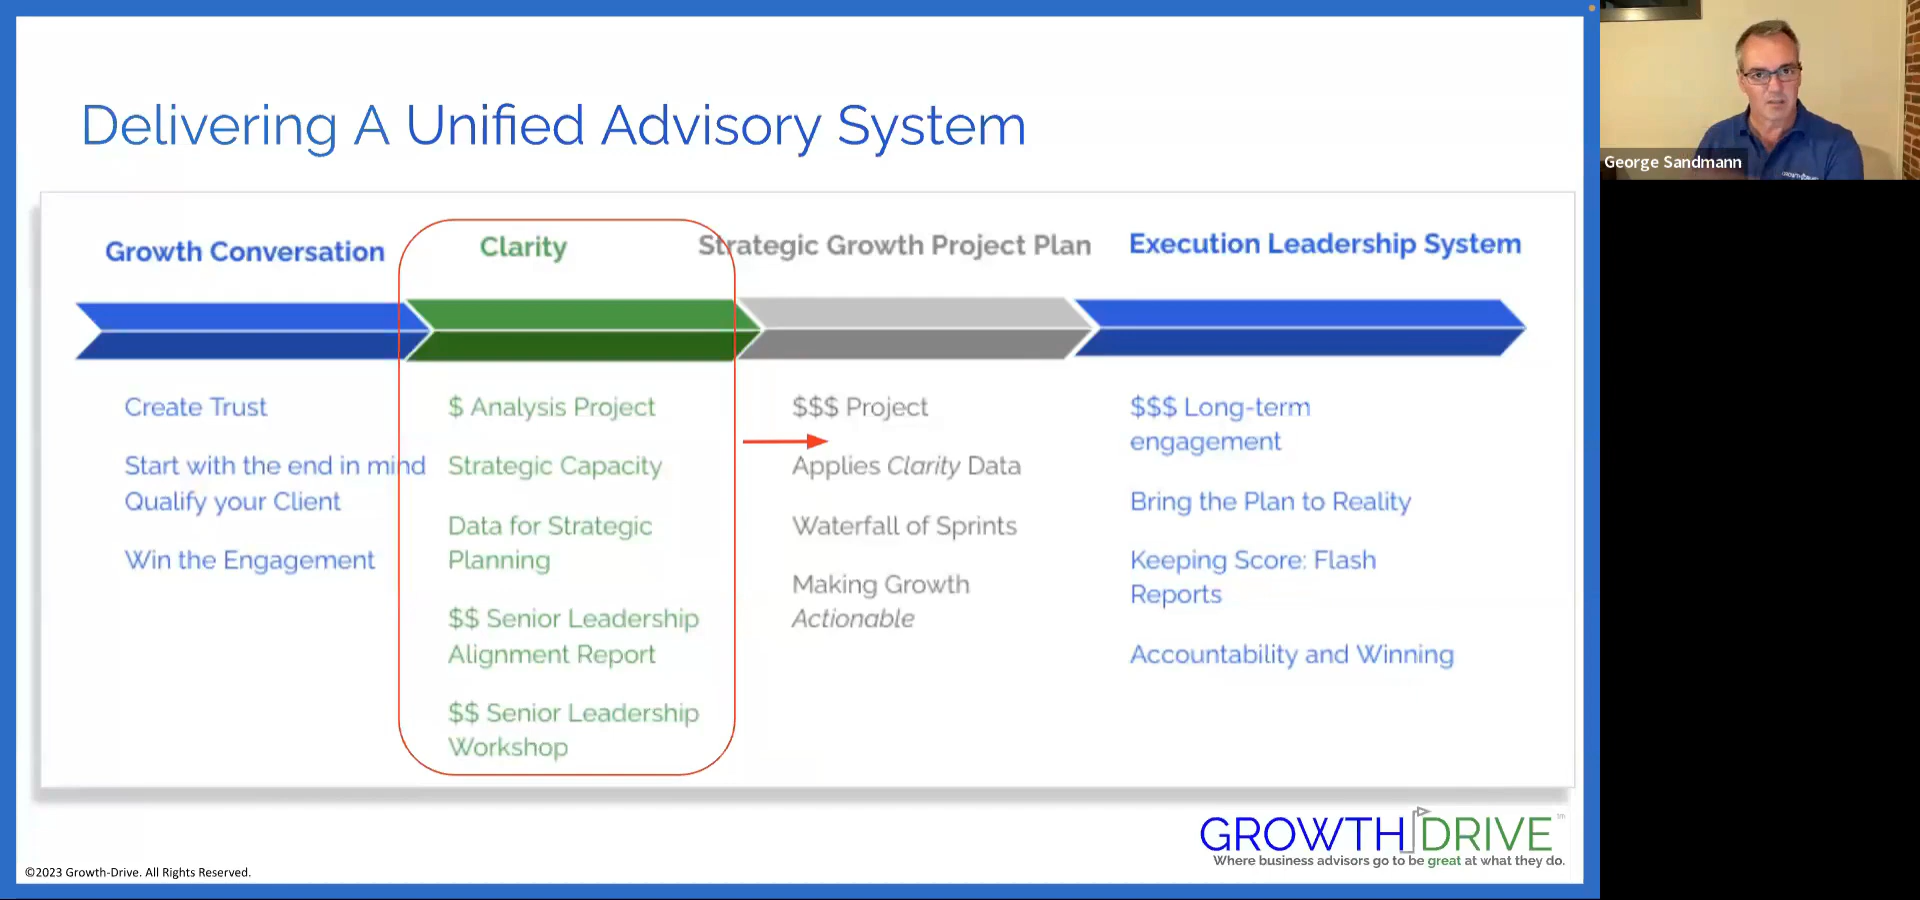 Delivering A Unified Advisory System
George Sandmann
Growth Conversation
Clarity
Strategic Growth Project Plan
Execution Leadership System
Create Trust
Start with the end in mind
Qualify your Client
Win the Engagement
$ Analysis Project
Strategic Capacity
Data for Strategic
Planning
$$ Senior Leadership
Alignment Report
$$ Senior Leadership
Workshop
$$$ Project
Applies Clarity Data
Waterfall of Sprints
Making Growth
Actionable
$$$ Long-term
engagement
Bring the Plan to Reality
Keeping Score: Flash
Reports
Accountability and Winning
GROWTH DRIVE
Where business advisors go to be great at what they do.
©2023 Growth-Drive. All Rights Reserved.